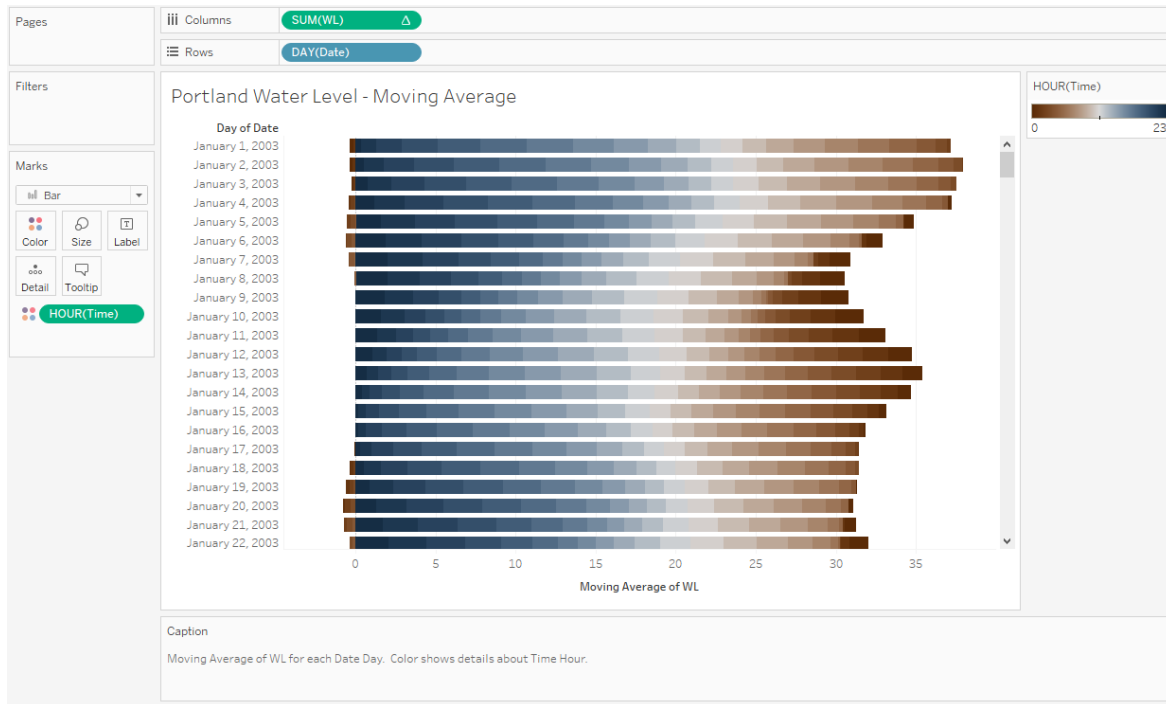 Pages
Columns
SUM(WL) Δ
Rows
DAY(Date)
Filters
Marks
Bar
Color Size Label
Detail Tooltip
HOUR(Time)
Portland Water Level - Moving Average
Day of Date
January 1, 2003
January 2, 2003
January 3, 2003
January 4, 2003
January 5, 2003
January 6, 2003
January 7, 2003
January 8, 2003
January 9, 2003
January 10, 2003
January 11, 2003
January 12, 2003
January 13, 2003
January 14, 2003
January 15, 2003
January 16, 2003
January 17, 2003
January 18, 2003
January 19, 2003
January 20, 2003
January 21, 2003
January 22, 2003
0 5 10 15 20 25 30 35
Moving Average of WL
HOUR(Time)
0 23
Caption
Moving Average of WL for each Date Day. Color shows details about Time Hour.